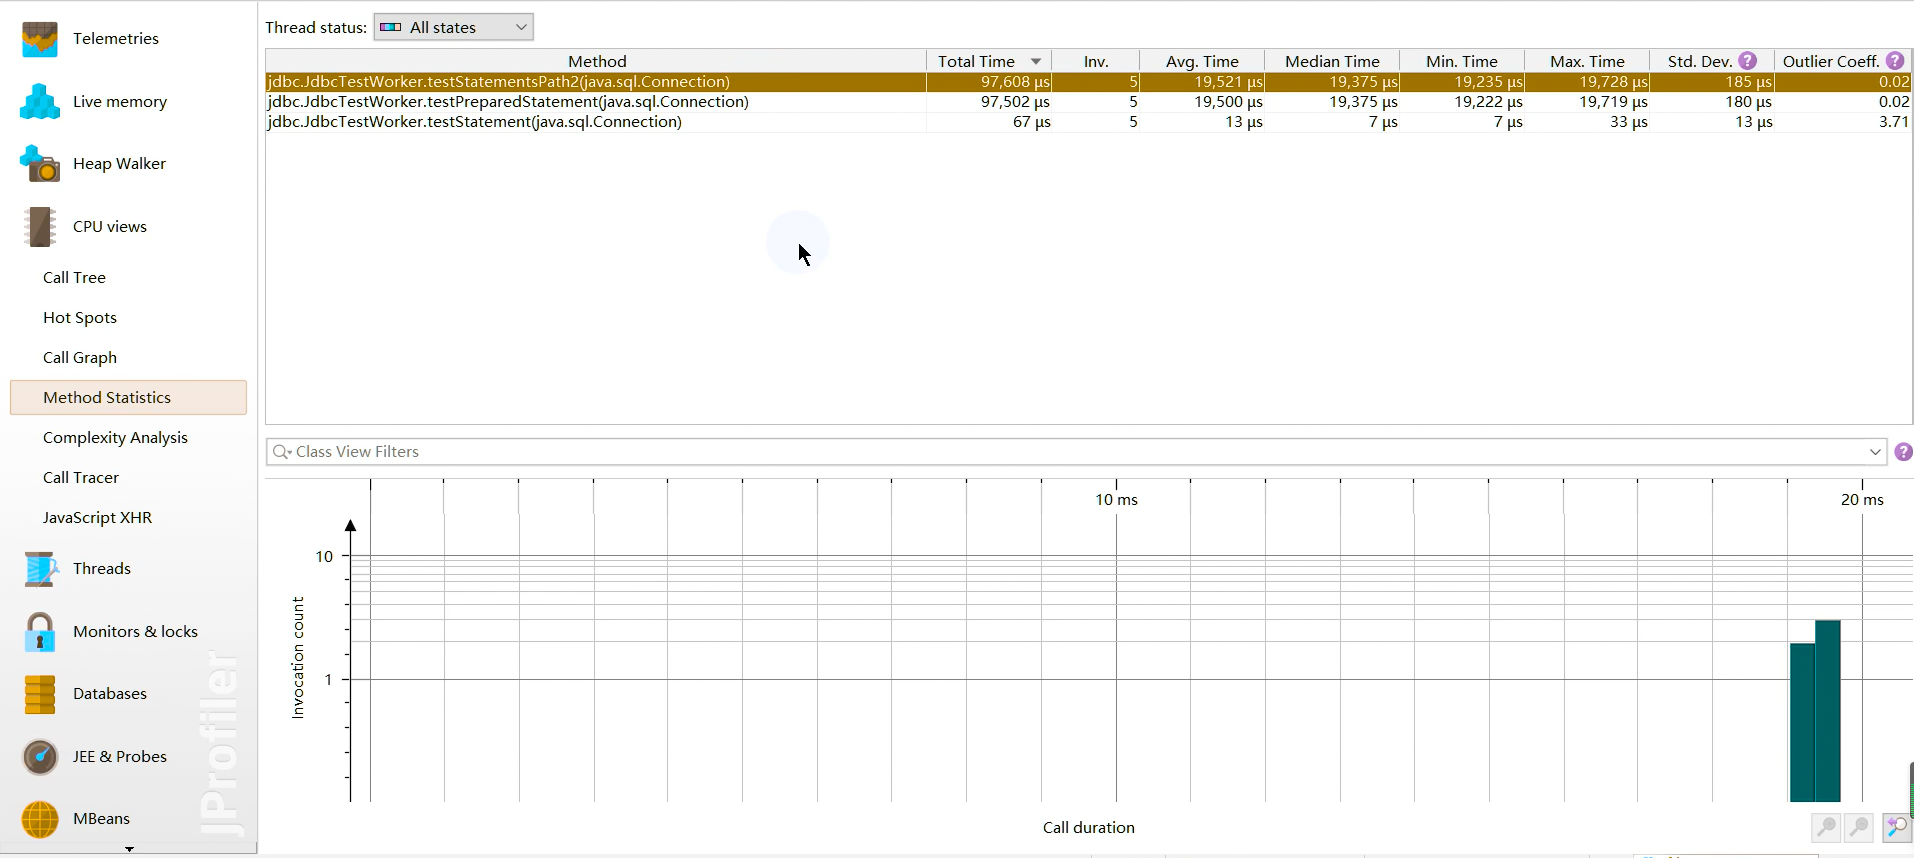 Telemetries
Live memory
Heap Walker
CPU views
Call Tree
Hot Spots
Call Graph
Method Statistics
Complexity Analysis
Call Tracer
JavaScript XHR
Threads
Monitors & locks
Databases
JEE & Probes
MBeans
JProfiler
Thread status: All states
Method Total Time Inv. Avg. Time Median Time Min. Time Max. Time Std. Dev. ? Outlier Coeff. ?
jdbc.JdbcTestWorker.testStatementsPath2(java.sql.Connection) 97,608 µs 5 19,521 µs 19,375 µs 19,235 µs 19,728 µs 185 µs 0.02
jdbc.JdbcTestWorker.testPreparedStatement(java.sql.Connection) 97,502 µs 5 19,500 µs 19,375 µs 19,222 µs 19,719 µs 180 µs 0.02
jdbc.JdbcTestWorker.testStatement(java.sql.Connection) 67 µs 5 13 µs 7 µs 7 µs 33 µs 13 µs 3.71
Class View Filters ?
10 ms 20 ms
10
1
Invocation count
Call duration